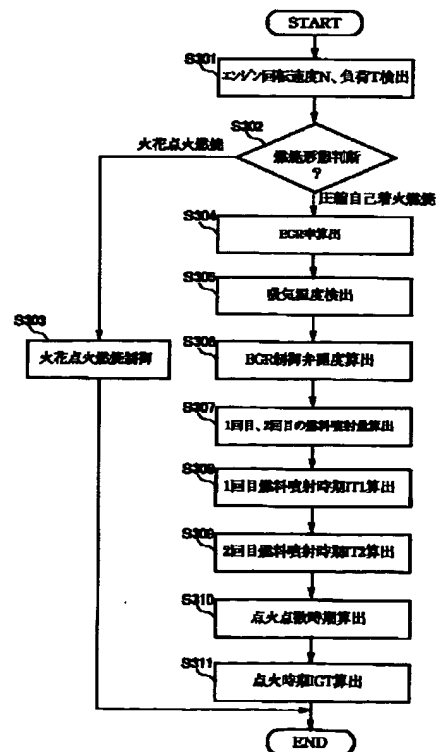 START
S301
エンジン回転速度N、負荷T検出
S302
燃焼形態判断
?
火花点火燃焼
圧縮自己着火燃焼
S304
EGR率算出
S305
吸気温度検出
S303
火花点火燃焼制御
S306
EGR制御弁開度算出
S307
1回目、2回目の燃料噴射量算出
S308
1回目燃料噴射時期IT1算出
S309
2回目燃料噴射時期IT2算出
S310
点火点数時期算出
S311
点火時期IGT算出
END